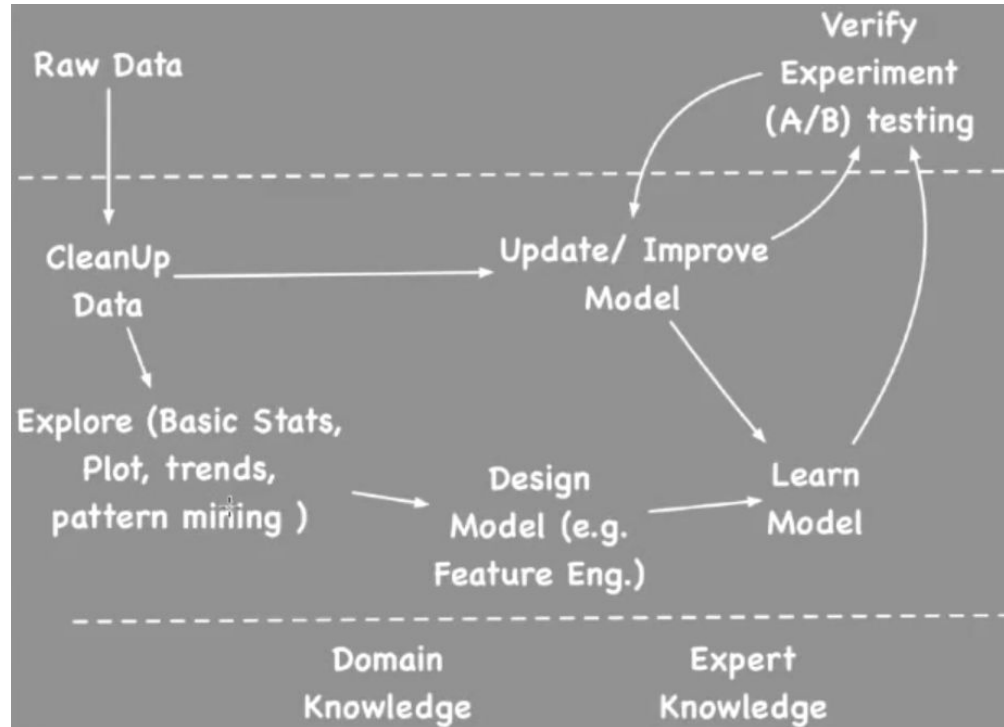 Raw Data
Verify
Experiment
(A/B) testing
CleanUp
Data
Update/ Improve
Model
Explore (Basic Stats,
Plot, trends,
pattern mining )
Design
Model (e.g.
Feature Eng.)
Learn
Model
Domain
Knowledge
Expert
Knowledge